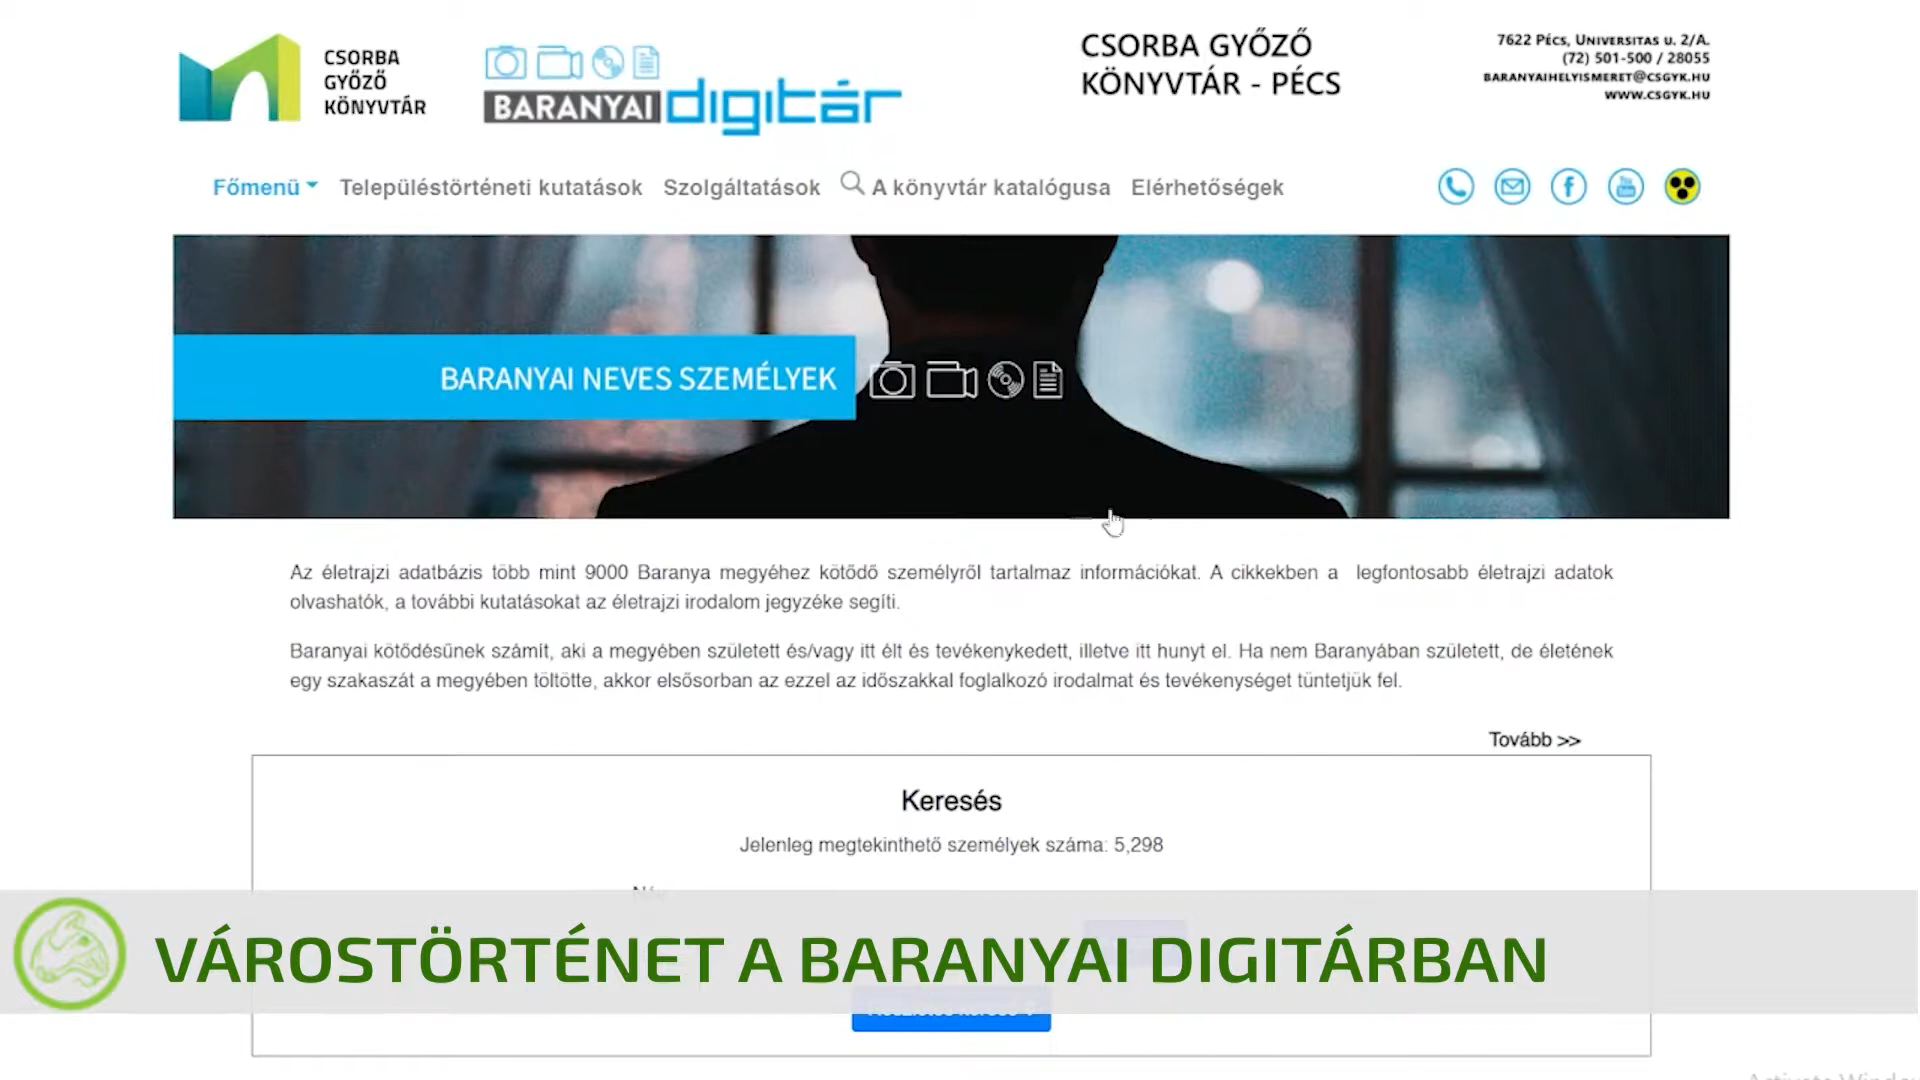 CSORBA
GYŐZŐ
KÖNYVTÁR
BARANYAI digitár
CSORBA GYŐZŐ
KÖNYVTÁR - PÉCS
7622 Pécs, Universitas u. 2/A.
(72) 501-500 / 28055
BARANYAIHELYISMERET@CSGYK.HU
WWW.CSGYK.HU
Főmenü Településtörténeti kutatások Szolgáltatások A könyvtár katalógusa Elérhetőségek
BARANYAI NEVES SZEMÉLYEK
Az életrajzi adatbázis több mint 9000 Baranya megyéhez kötődő személyről tartalmaz információkat. A cikkekben a legfontosabb életrajzi adatok
olvashatók, a további kutatásokat az életrajzi irodalom jegyzéke segíti.
Baranyai kötődésűnek számít, aki a megyében született és/vagy itt élt és tevékenykedett, illetve itt hunyt el. Ha nem Baranyában született, de életének
egy szakaszát a megyében töltötte, akkor elsősorban az ezzel az időszakkal foglalkozó irodalmat és tevékenységet tüntetjük fel.
Tovább >>
Keresés
Jelenleg megtekinthető személyek száma: 5,298
VÁROSTÖRTÉNET A BARANYAI DIGITÁRBAN